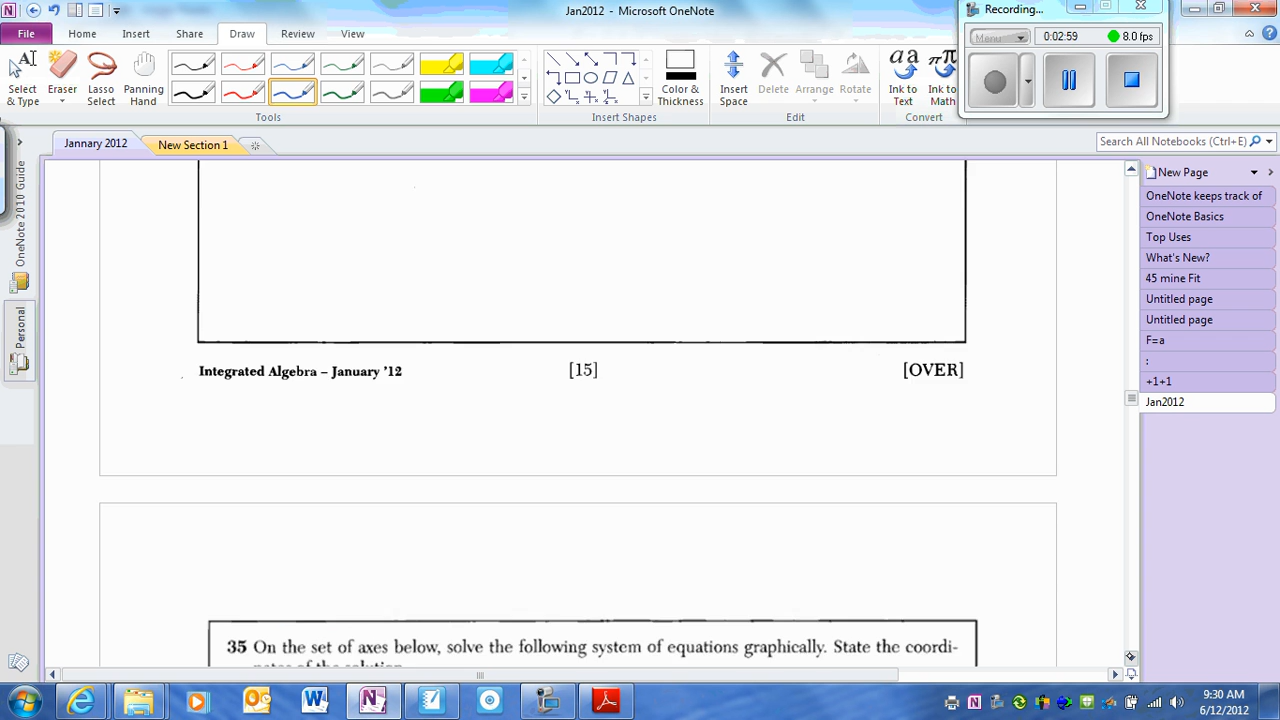 Jan2012 - Microsoft OneNote
Recording...
File
Home
Insert
Share
Draw
Review
View
Menu
0:02:59
8.0 fps
Select & Type
Eraser
Lasso Select
Panning Hand
Color & Thickness
Insert Space
Delete
Arrange
Rotate
Ink to Text
Ink to Math
Tools
Insert Shapes
Edit
Convert
Jannary 2012
New Section 1
Search All Notebooks (Ctrl+E)
OneNote 2010 Guide
Personal
New Page
OneNote keeps track of
OneNote Basics
Top Uses
What's New?
45 mine Fit
Untitled page
Untitled page
F=a
:
+1+1
Jan2012
Integrated Algebra – January '12
[15]
[OVER]
35 On the set of axes below, solve the following system of equations graphically. State the coordi-
9:30 AM
6/12/2012